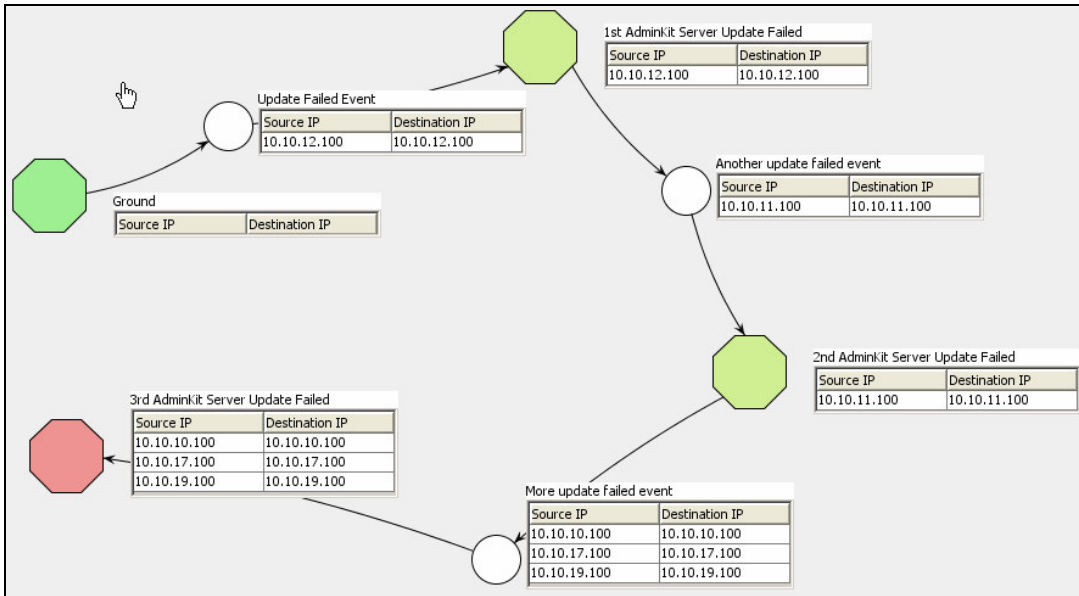 1st AdminKit Server Update Failed
Source IP Destination IP
10.10.12.100 10.10.12.100
Update Failed Event
Source IP Destination IP
10.10.12.100 10.10.12.100
Another update failed event
Source IP Destination IP
10.10.11.100 10.10.11.100
Ground
Source IP Destination IP
2nd AdminKit Server Update Failed
Source IP Destination IP
10.10.11.100 10.10.11.100
3rd AdminKit Server Update Failed
Source IP Destination IP
10.10.10.100 10.10.10.100
10.10.17.100 10.10.17.100
10.10.19.100 10.10.19.100
More update failed event
Source IP Destination IP
10.10.10.100 10.10.10.100
10.10.17.100 10.10.17.100
10.10.19.100 10.10.19.100